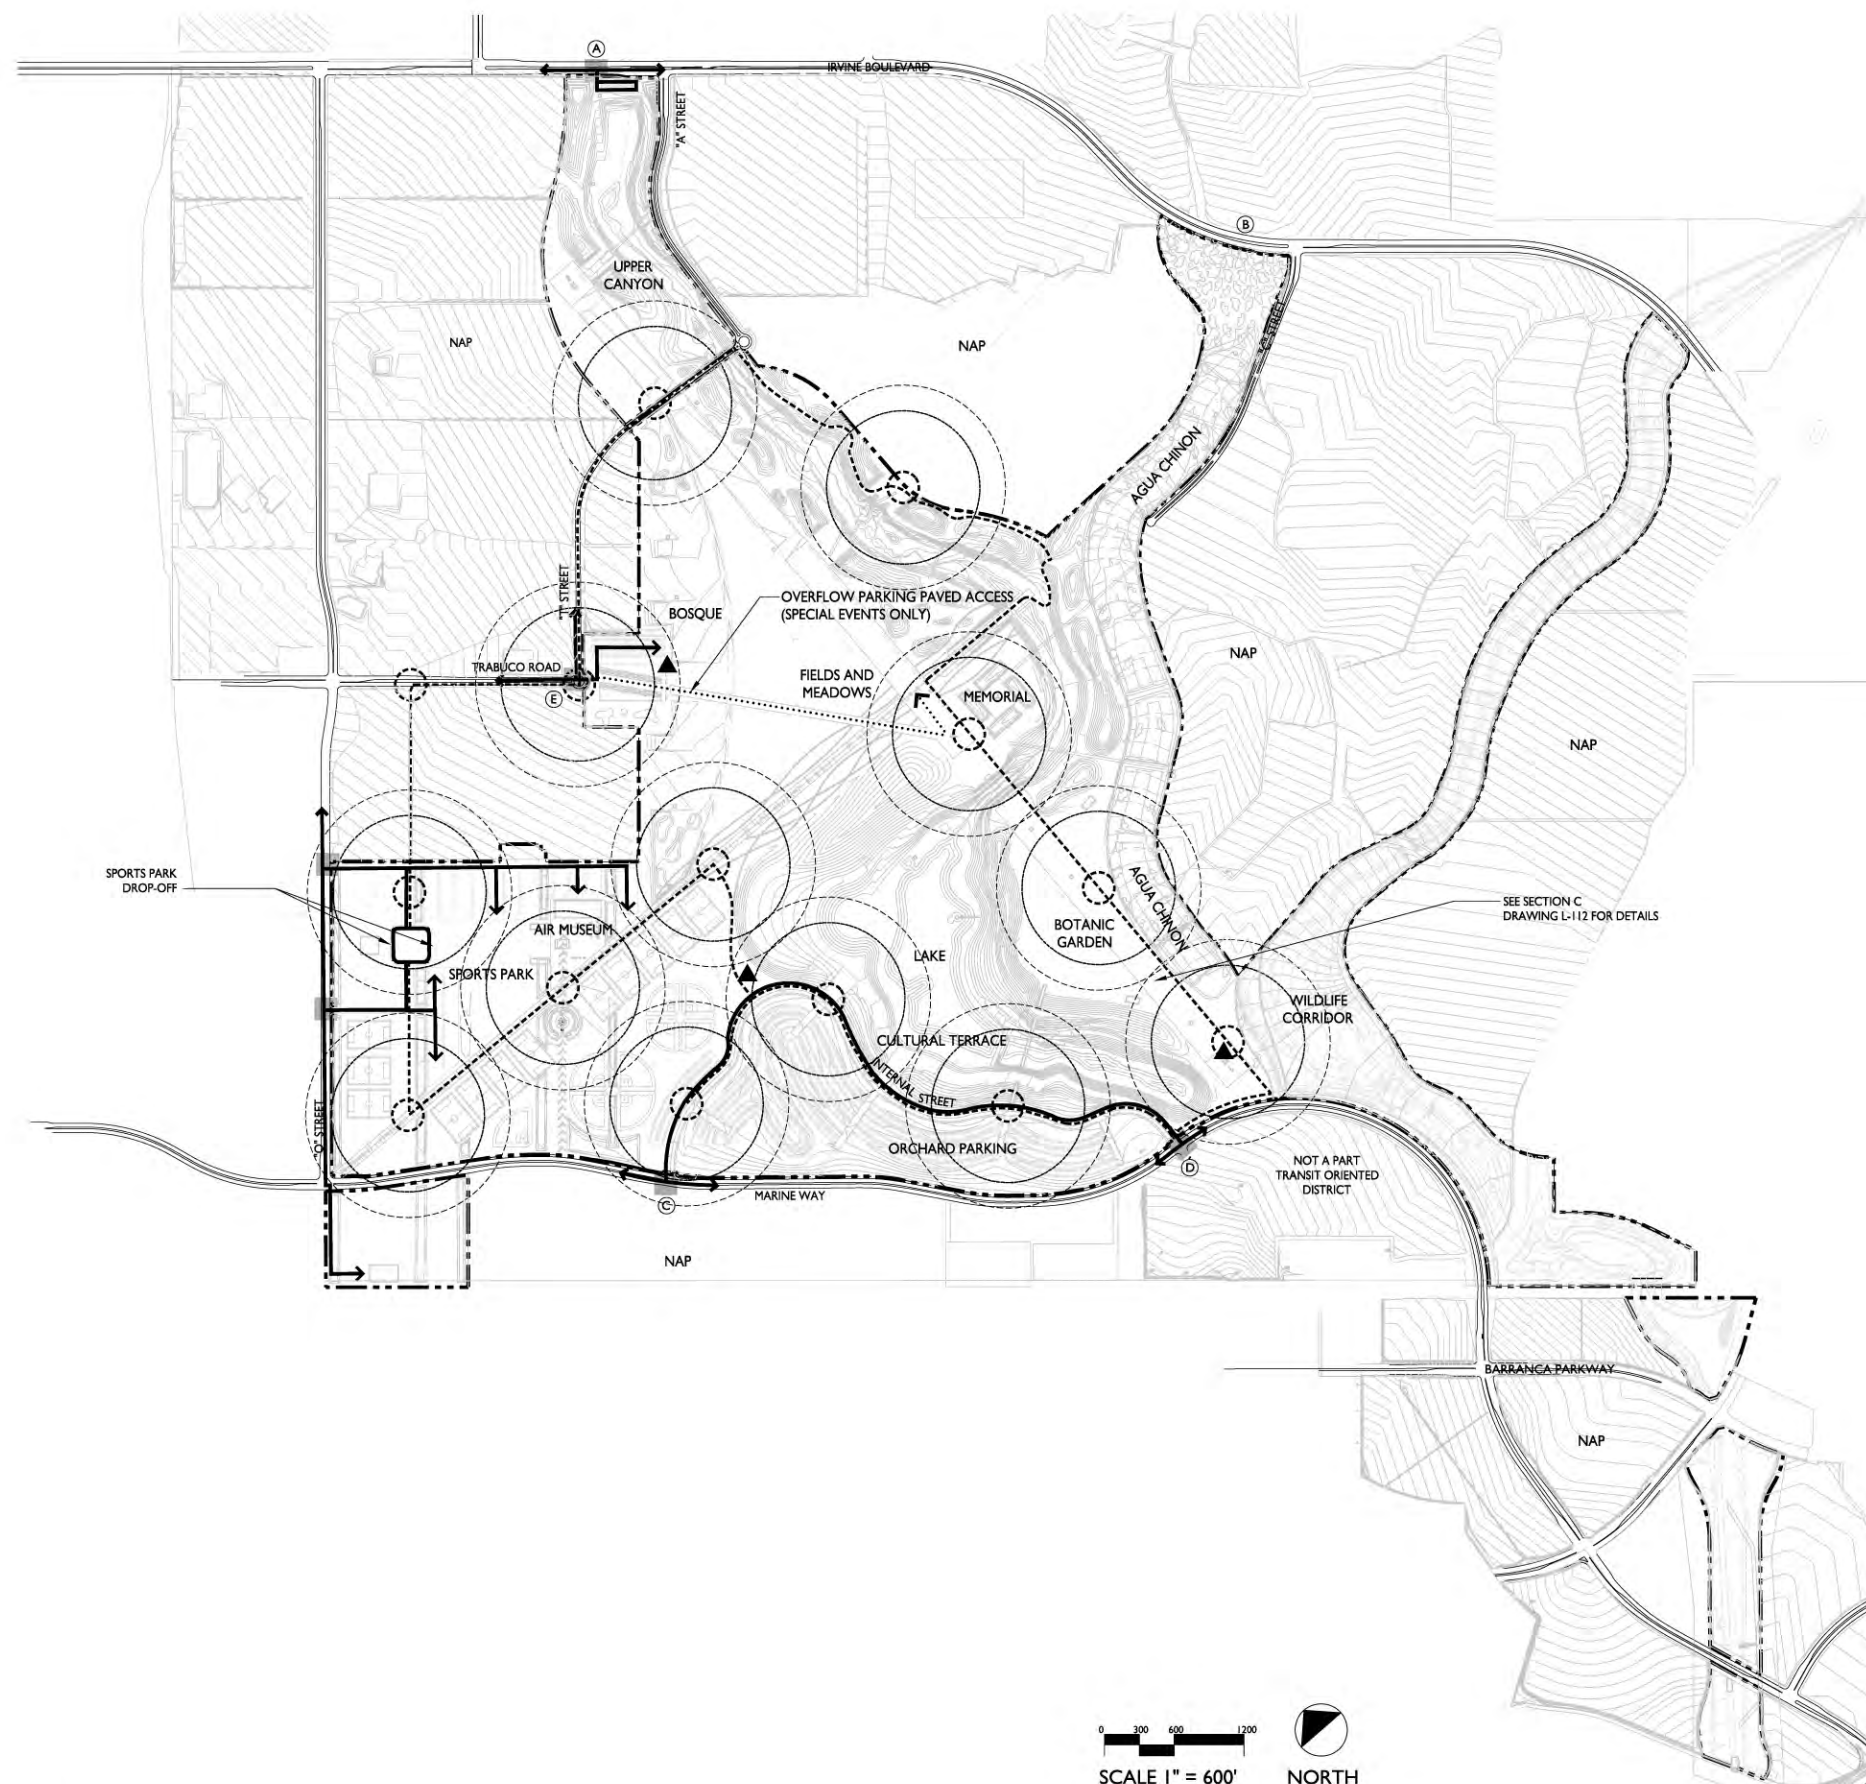 A
IRVINE BOULEVARD
"A" STREET
B
UPPER
CANYON
NAP
NAP
AGUA CHINON
OVERFLOW PARKING PAVED ACCESS
(SPECIAL EVENTS ONLY)
BOSQUE
TRABUCO ROAD
E
FIELDS AND
MEADOWS
MEMORIAL
NAP
NAP
SPORTS PARK
DROP-OFF
AIR MUSEUM
SPORTS PARK
LAKE
BOTANIC
GARDEN
AGUA CHINON
SEE SECTION C
DRAWING L-112 FOR DETAILS
WILDLIFE
CORRIDOR
CULTURAL TERRACE
INTERNAL STREET
ORCHARD PARKING
"O" STREET
D
NOT A PART
TRANSIT ORIENTED
DISTRICT
MARINE WAY
C
NAP
BARRANCA PARKWAY
NAP
0 300 600 1200
SCALE 1" = 600'
NORTH